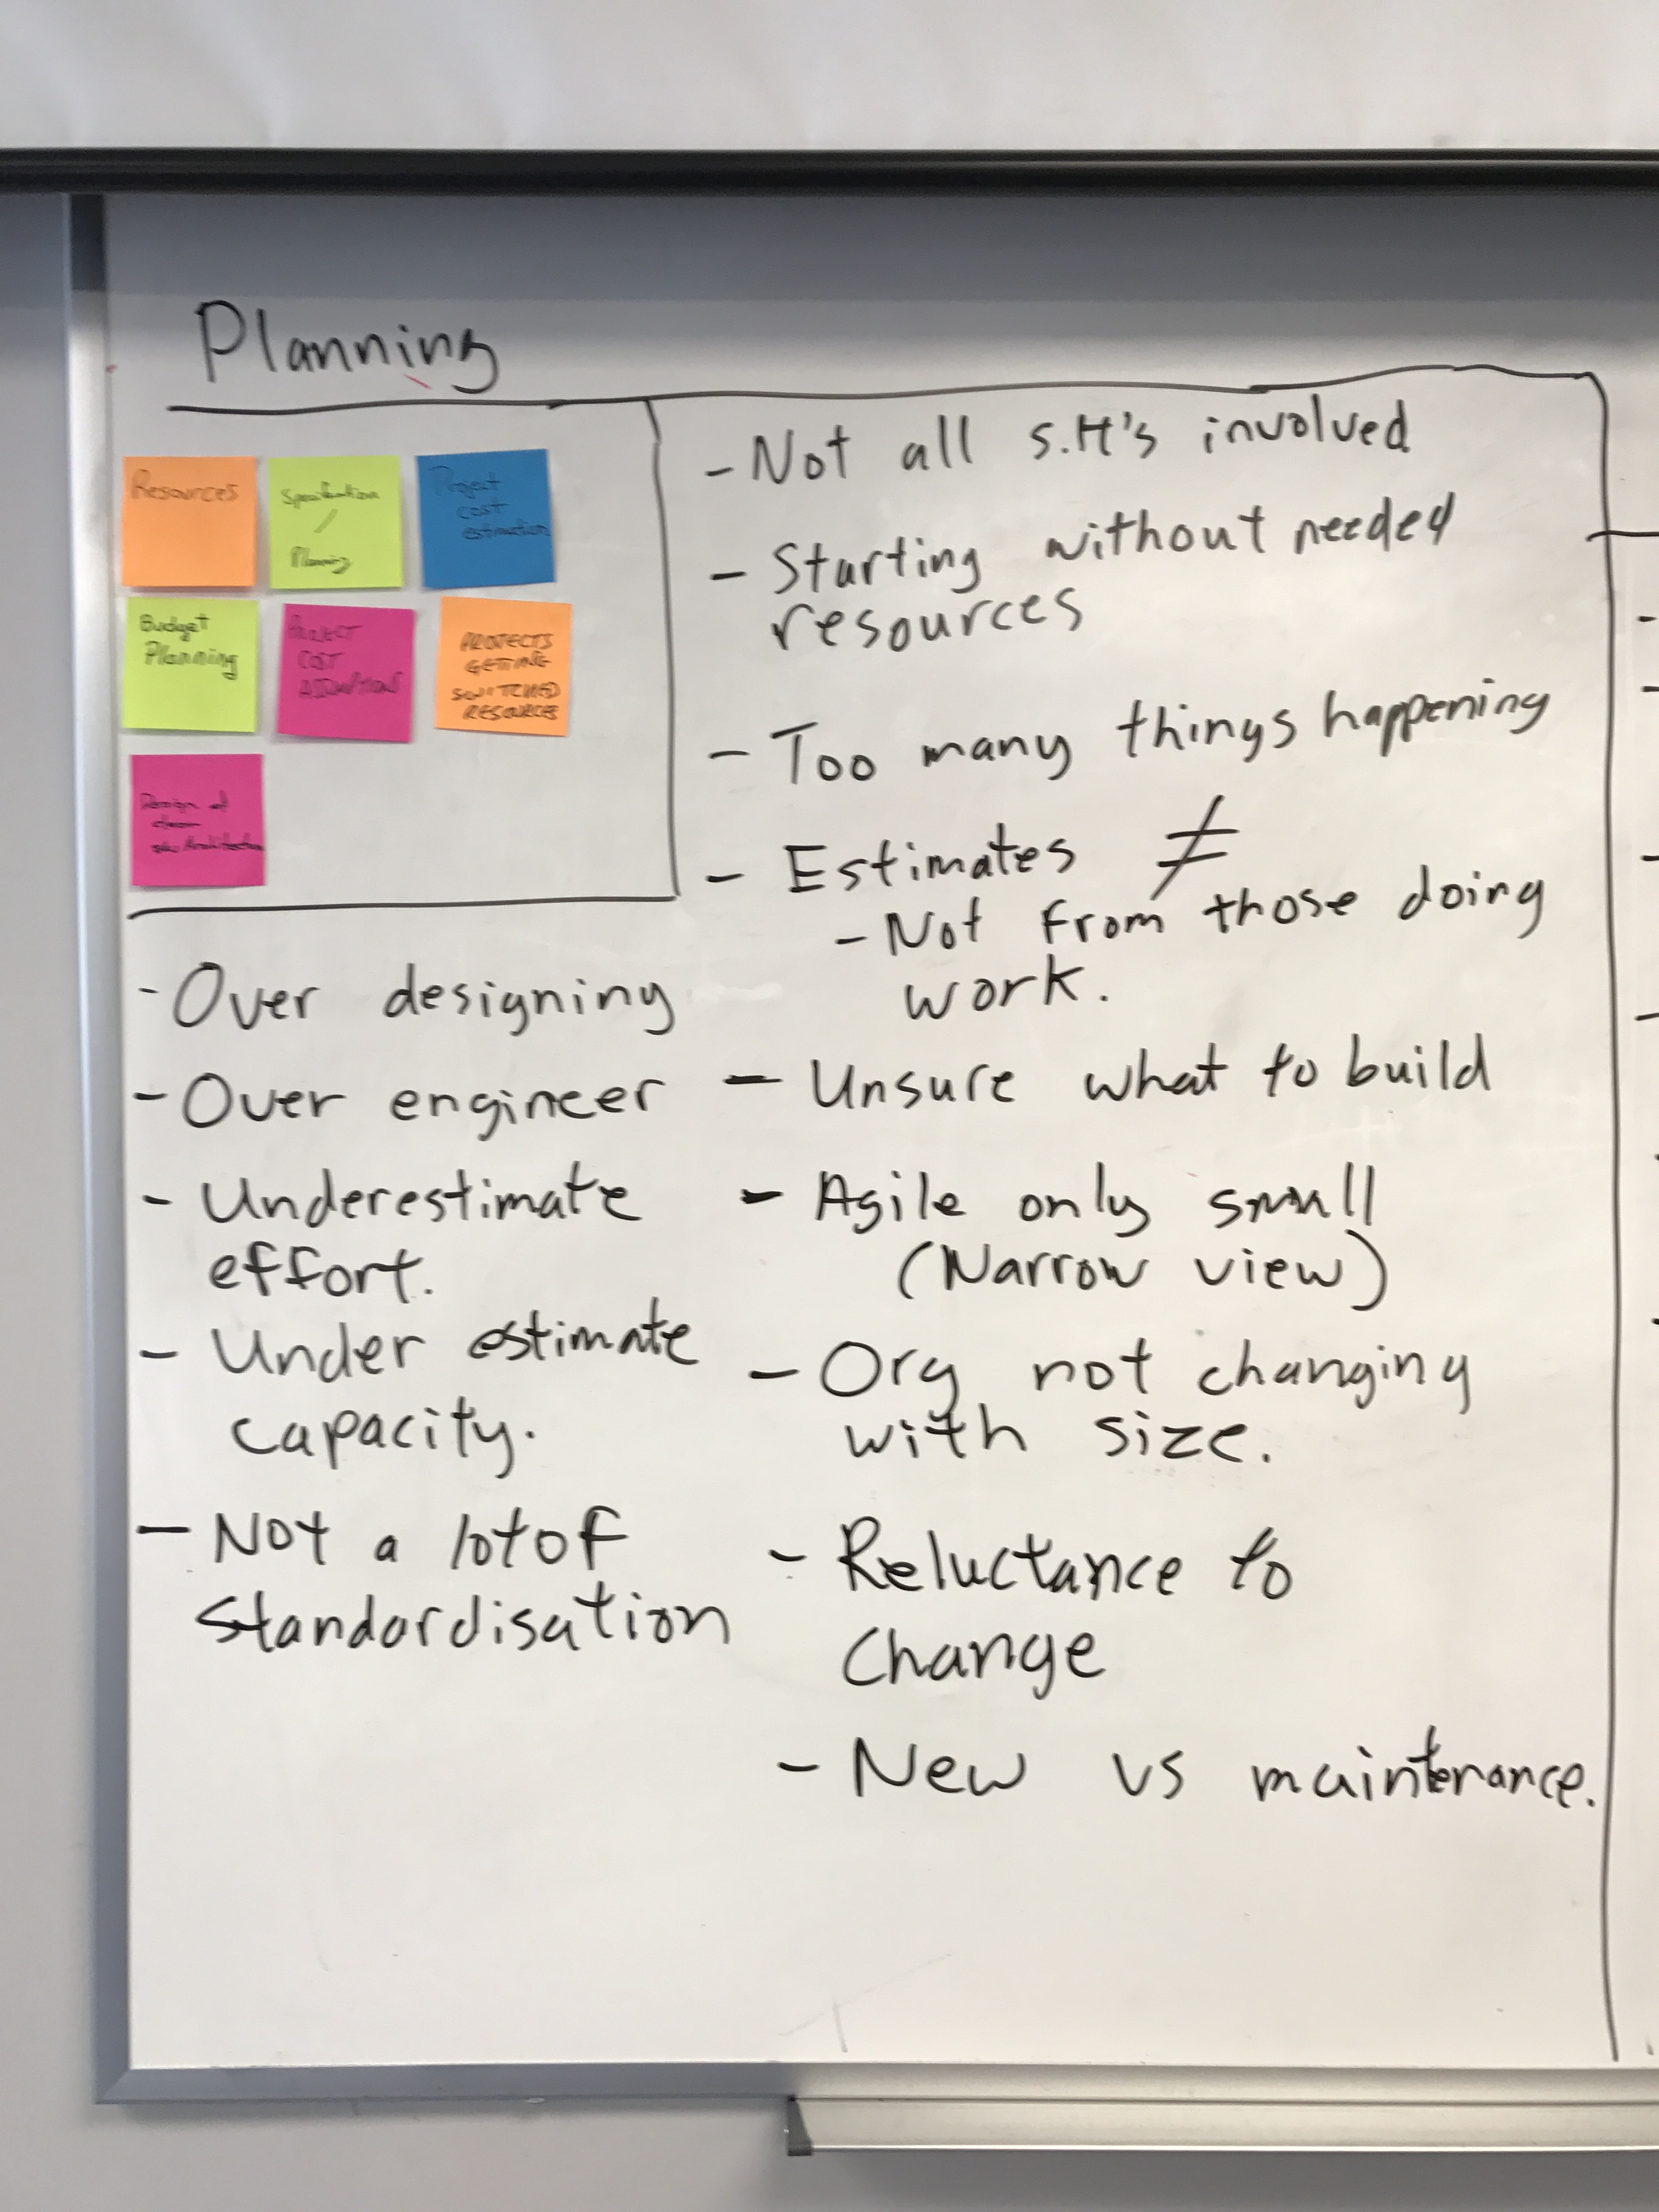 Planning
Resources
Specification
/
Planning
Project
cost
estimation
Budget
Planning
PROJECT
COST
ASSUMPTIONS
PROJECTS
GETTING
SWITCHED
RESOURCES
Design of
Architecture
- Over designing
- Over engineer
- Underestimate
effort.
- Under estimate
capacity.
- Not a lot of
standardisation
- Not all S.H's involved
- Starting without needed
resources
- Too many things happening
- Estimates ≠
- Not from those doing
work.
- Unsure what to build
- Agile only small
(Narrow view)
- Org not changing
with size.
- Reluctance to
change
- New vs maintenance.